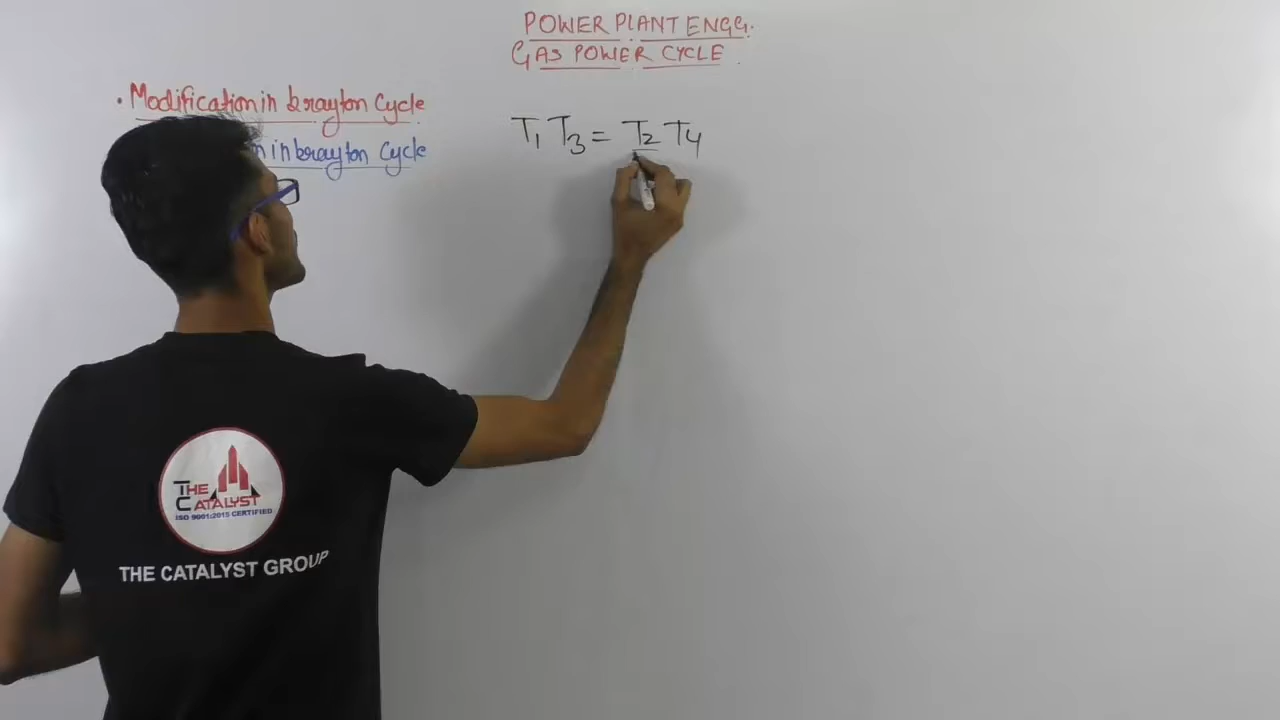 POWER PLANT ENGG.
GAS POWER CYCLE
. Modification in brayton Cycle
in brayton Cycle
T1 T3 = T2 T4
THE
CATALYST
ISO 9001:2015 CERTIFIED
THE CATALYST GROUP